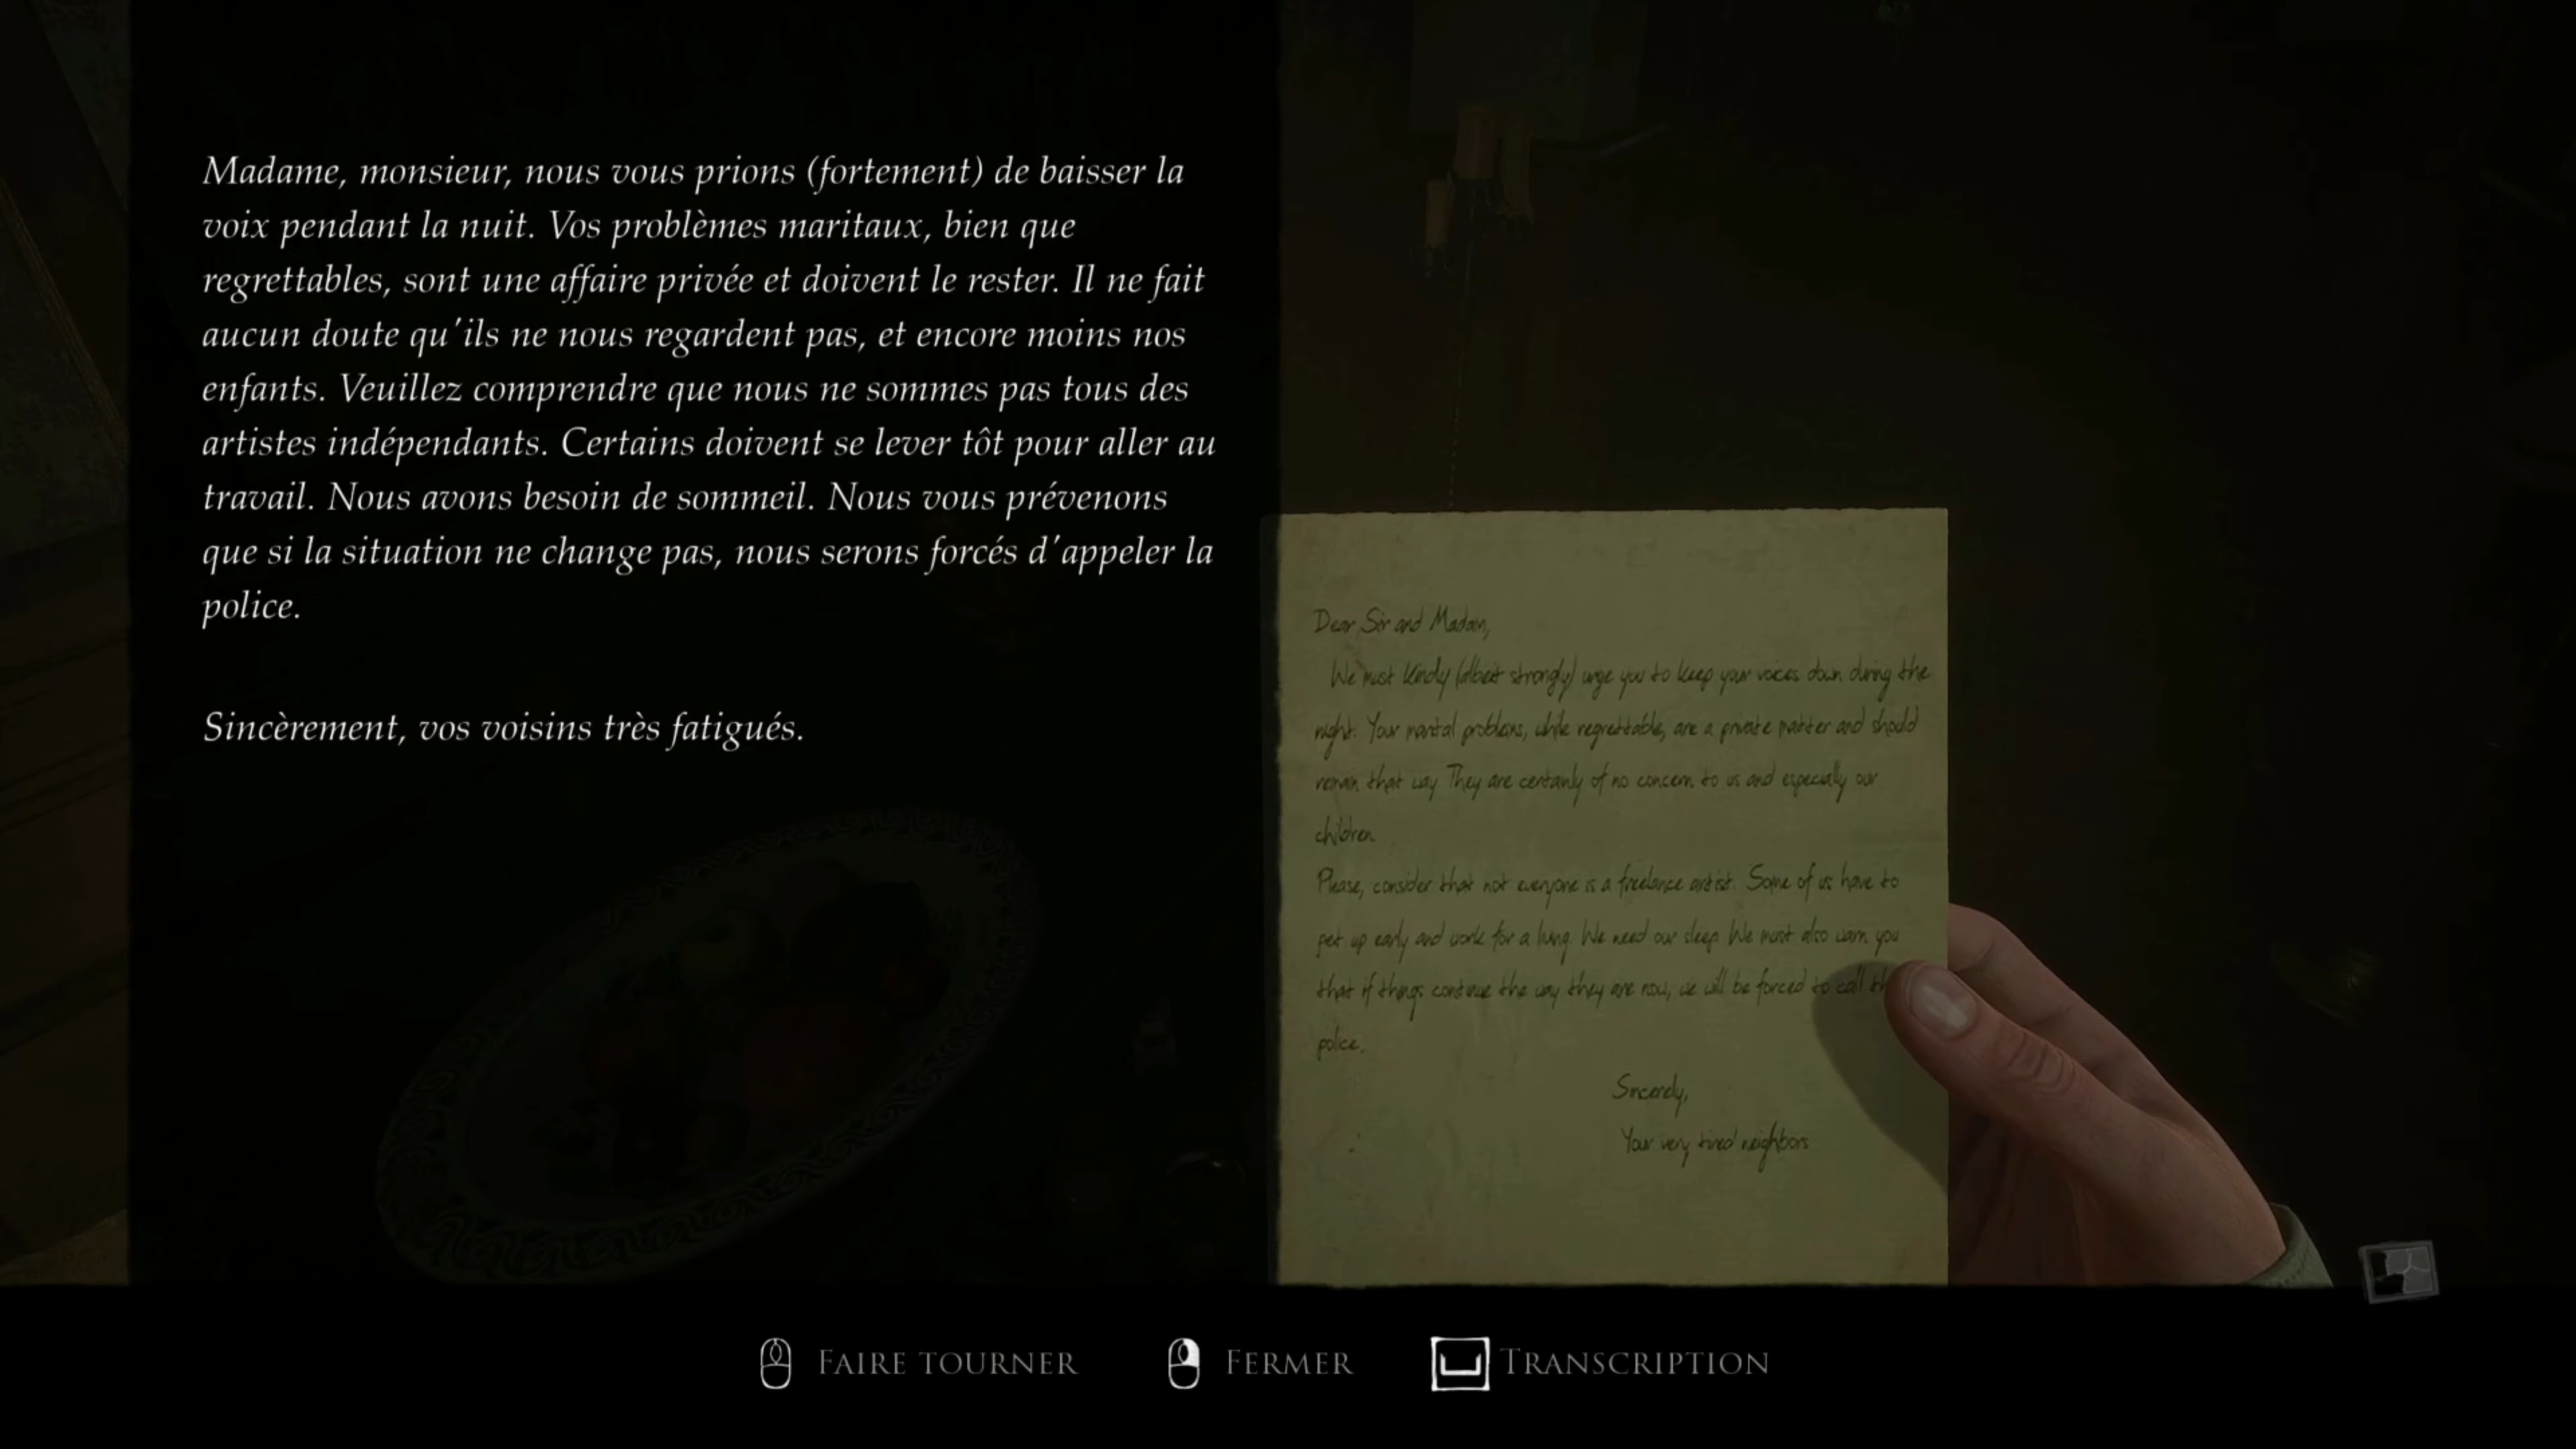 Madame, monsieur, nous vous prions (fortement) de baisser la
voix pendant la nuit. Vos problèmes maritaux, bien que
regrettables, sont une affaire privée et doivent le rester. Il ne fait
aucun doute qu'ils ne nous regardent pas, et encore moins nos
enfants. Veuillez comprendre que nous ne sommes pas tous des
artistes indépendants. Certains doivent se lever tôt pour aller au
travail. Nous avons besoin de sommeil. Nous vous prévenons
que si la situation ne change pas, nous serons forcés d'appeler la
police.
Sincèrement, vos voisins très fatigués.
Dear Sir and Madam,
We must kindly (albeit strongly) urge you to keep your voices down during the
night. Your marital problems, while regrettable, are a private matter and should
remain that way They are certainly of no concern to us and especially our
children.
Please, consider that not everyone is a freelance artist. Some of us have to
get up early and work for a living. We need our sleep. We must also warn you
that if things continue the way they are now, we will be forced to call th
police.
Sincerely,
Your very tired neighbors
FAIRE TOURNER
FERMER
TRANSCRIPTION